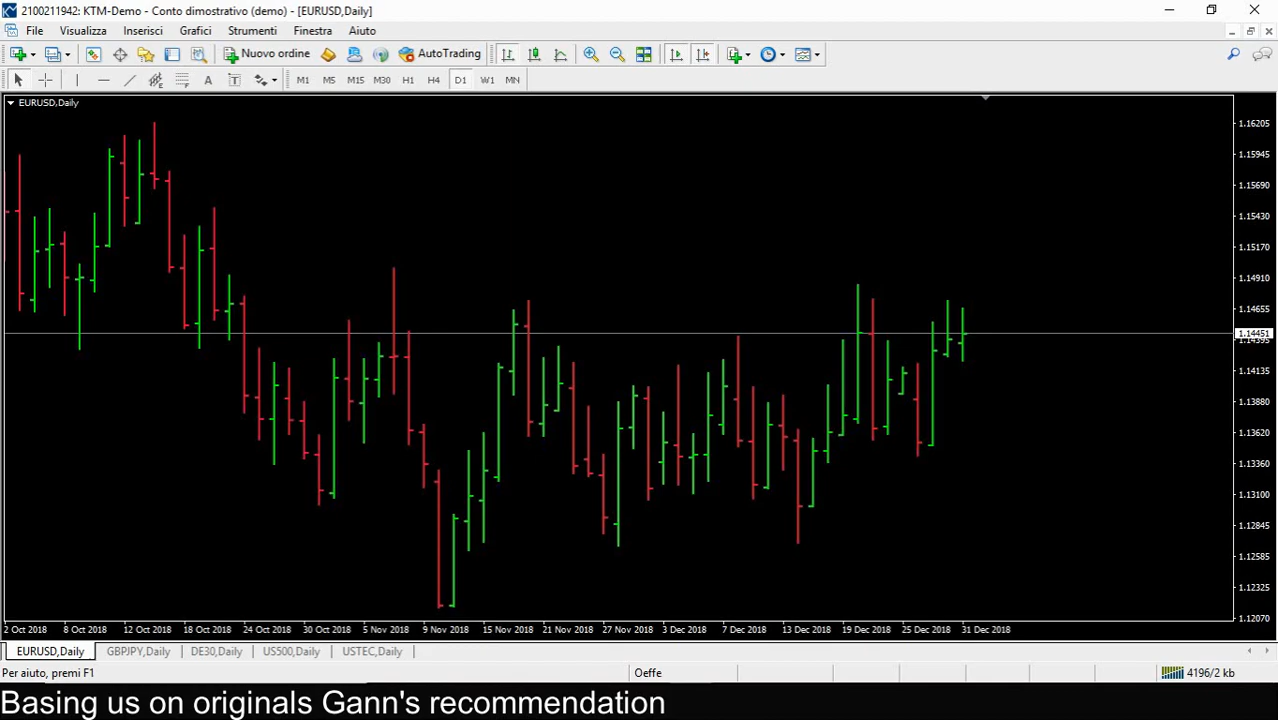 2100211942: KTM-Demo - Conto dimostrativo (demo) - [EURUSD,Daily]
File Visualizza Inserisci Grafici Strumenti Finestra Aiuto
Nuovo ordine AutoTrading
A T M1 M5 M15 M30 H1 H4 D1 W1 MN
EURUSD,Daily
1.16205
1.15945
1.15690
1.15430
1.15170
1.14910
1.14655
1.14451
1.14395
1.14135
1.13880
1.13620
1.13360
1.13100
1.12845
1.12585
1.12325
1.12070
2 Oct 2018 8 Oct 2018 12 Oct 2018 18 Oct 2018 24 Oct 2018 30 Oct 2018 5 Nov 2018 9 Nov 2018 15 Nov 2018 21 Nov 2018 27 Nov 2018 3 Dec 2018 7 Dec 2018 13 Dec 2018 19 Dec 2018 25 Dec 2018 31 Dec 2018
EURUSD,Daily GBPJPY,Daily DE30,Daily US500,Daily USTEC,Daily
Per aiuto, premi F1 Oeffe 4196/2 kb
Basing us on originals Gann's recommendation